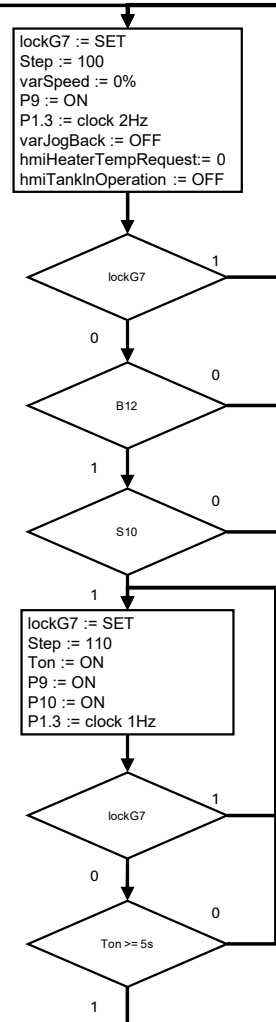 lockG7 := SET
Step := 100
varSpeed := 0%
P9 := ON
P1.3 := clock 2Hz
varJogBack := OFF
hmiHeaterTempRequest:= 0
hmiTankInOperation := OFF
lockG7
1
0
B12
0
1
S10
0
1
lockG7 := SET
Step := 110
Ton := ON
P9 := ON
P10 := ON
P1.3 := clock 1Hz
lockG7
1
0
Ton >= 5s
0
1